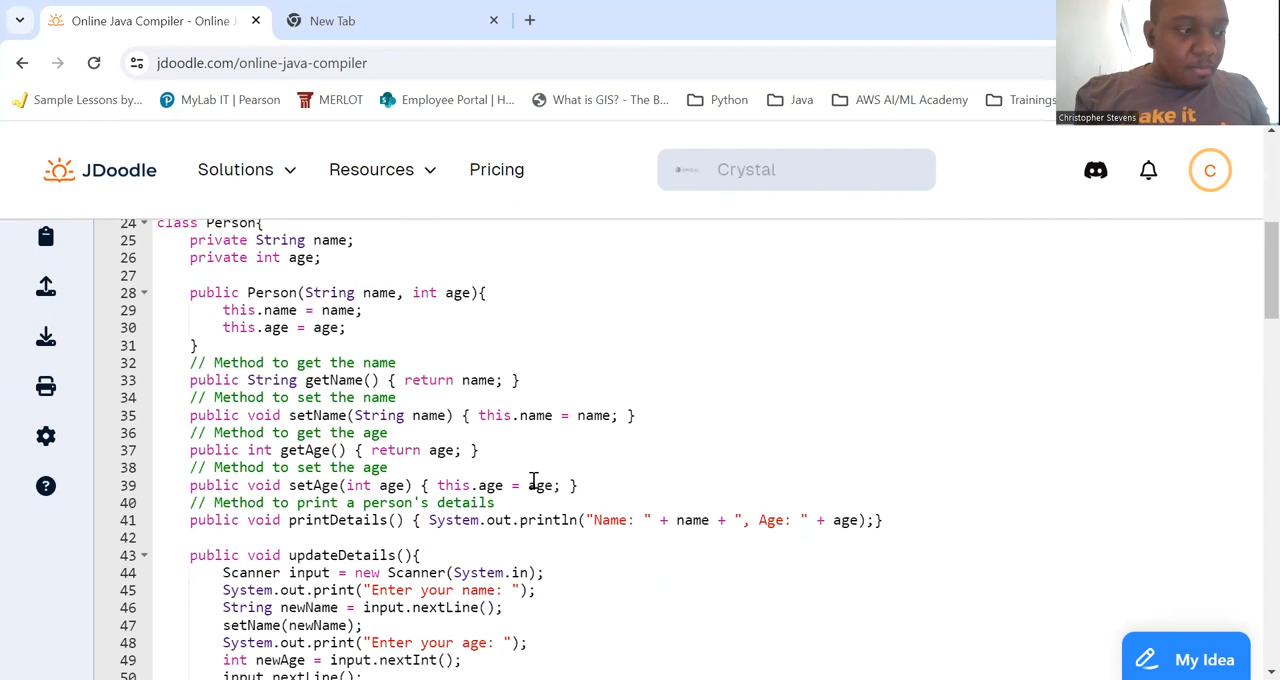 Online Java Compiler - Online J
New Tab
jdoodle.com/online-java-compiler
Sample Lessons by...
MyLab IT | Pearson
MERLOT
Employee Portal | H...
What is GIS? - The B...
Python
Java
AWS AI/ML Academy
Trainings
ake it
Christopher Stevens
JDoodle
Solutions
Resources
Pricing
Crystal
C
24 class Person{
25 private String name;
26 private int age;
27
28 public Person(String name, int age){
29 this.name = name;
30 this.age = age;
31 }
32 // Method to get the name
33 public String getName() { return name; }
34 // Method to set the name
35 public void setName(String name) { this.name = name; }
36 // Method to get the age
37 public int getAge() { return age; }
38 // Method to set the age
39 public void setAge(int age) { this.age = age; }
40 // Method to print a person's details
41 public void printDetails() { System.out.println("Name: " + name + ", Age: " + age);}
42
43 public void updateDetails(){
44 Scanner input = new Scanner(System.in);
45 System.out.print("Enter your name: ");
46 String newName = input.nextLine();
47 setName(newName);
48 System.out.print("Enter your age: ");
49 int newAge = input.nextInt();
50 input.nextLine();
My Idea